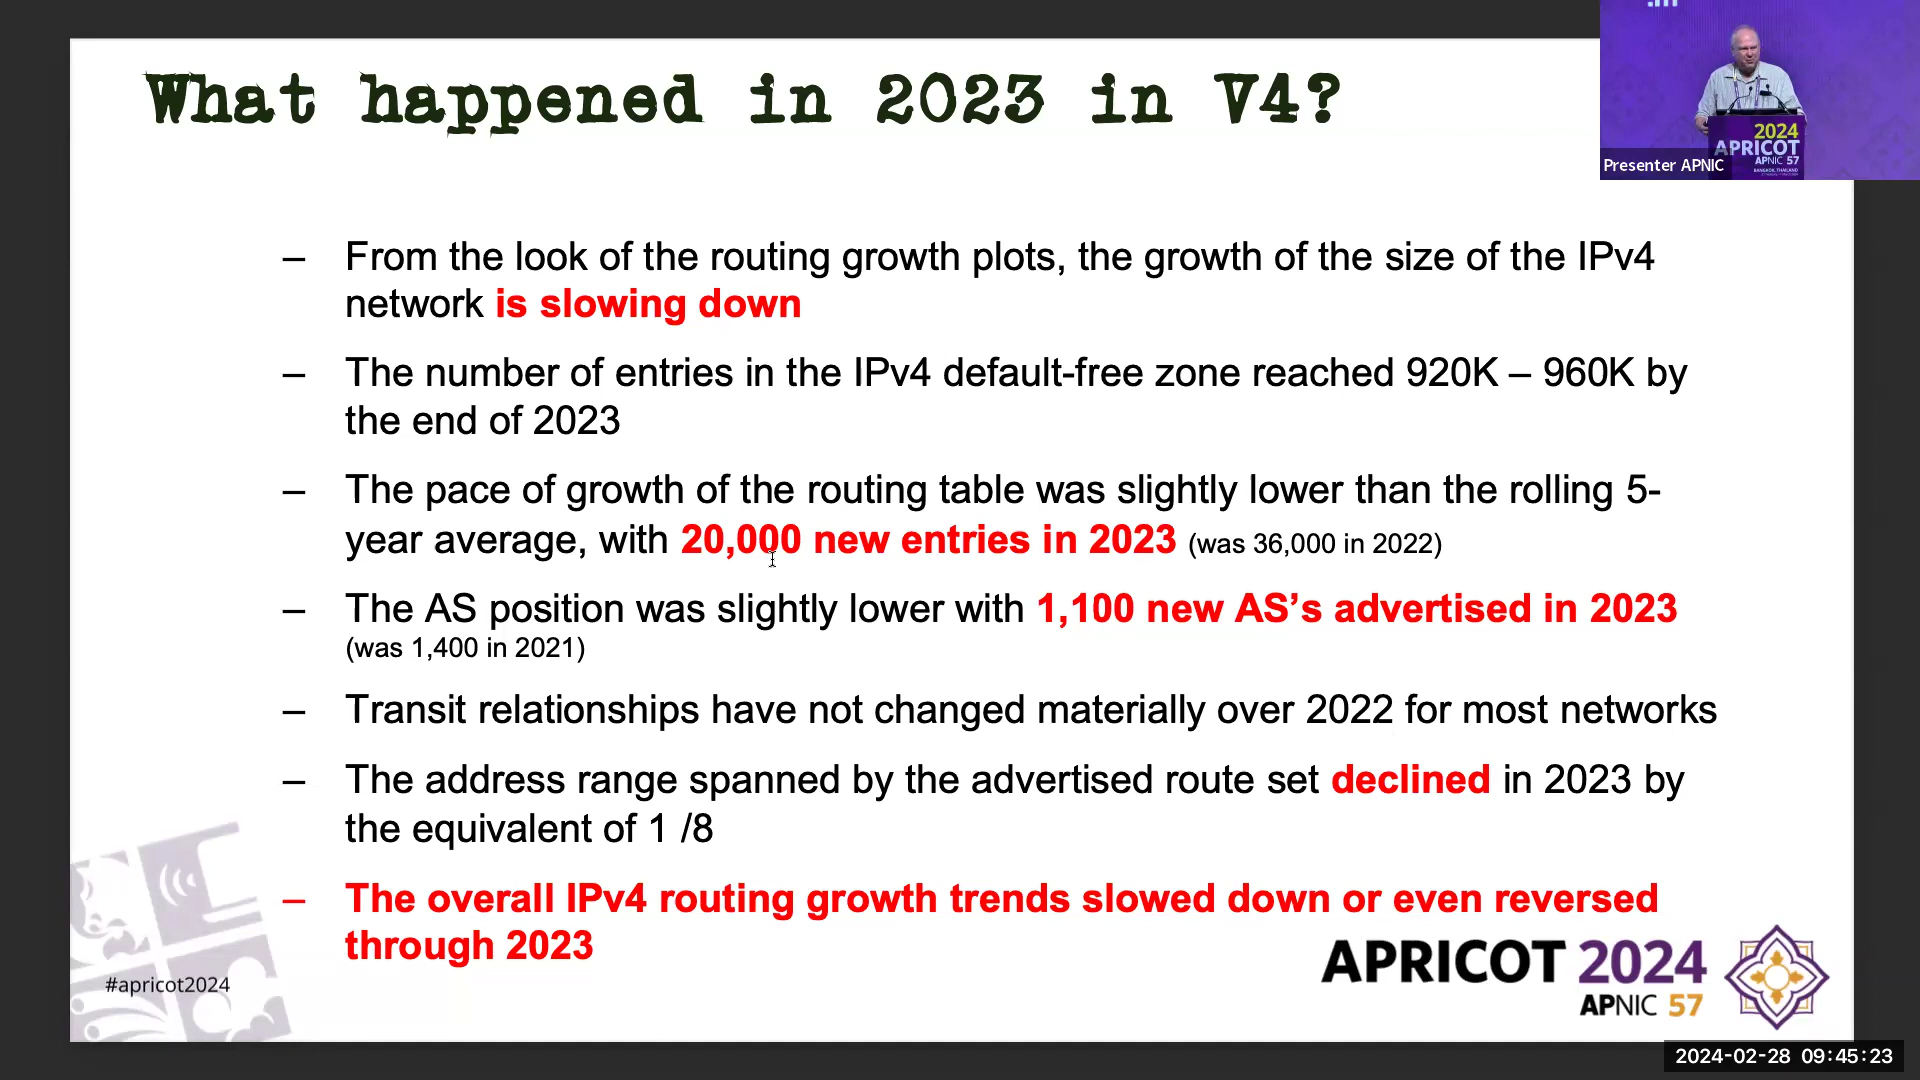 What happened in 2023 in V4?
2024
APRICOT
APNIC 57
BANGKOK, THAILAND
Presenter APNIC
– From the look of the routing growth plots, the growth of the size of the IPv4
network is slowing down
– The number of entries in the IPv4 default-free zone reached 920K – 960K by
the end of 2023
– The pace of growth of the routing table was slightly lower than the rolling 5-
year average, with 20,000 new entries in 2023 (was 36,000 in 2022)
– The AS position was slightly lower with 1,100 new AS’s advertised in 2023
(was 1,400 in 2021)
– Transit relationships have not changed materially over 2022 for most networks
– The address range spanned by the advertised route set declined in 2023 by
the equivalent of 1 /8
– The overall IPv4 routing growth trends slowed down or even reversed
through 2023
#apricot2024
APRICOT 2024
APNIC 57
2024-02-28 09:45:23